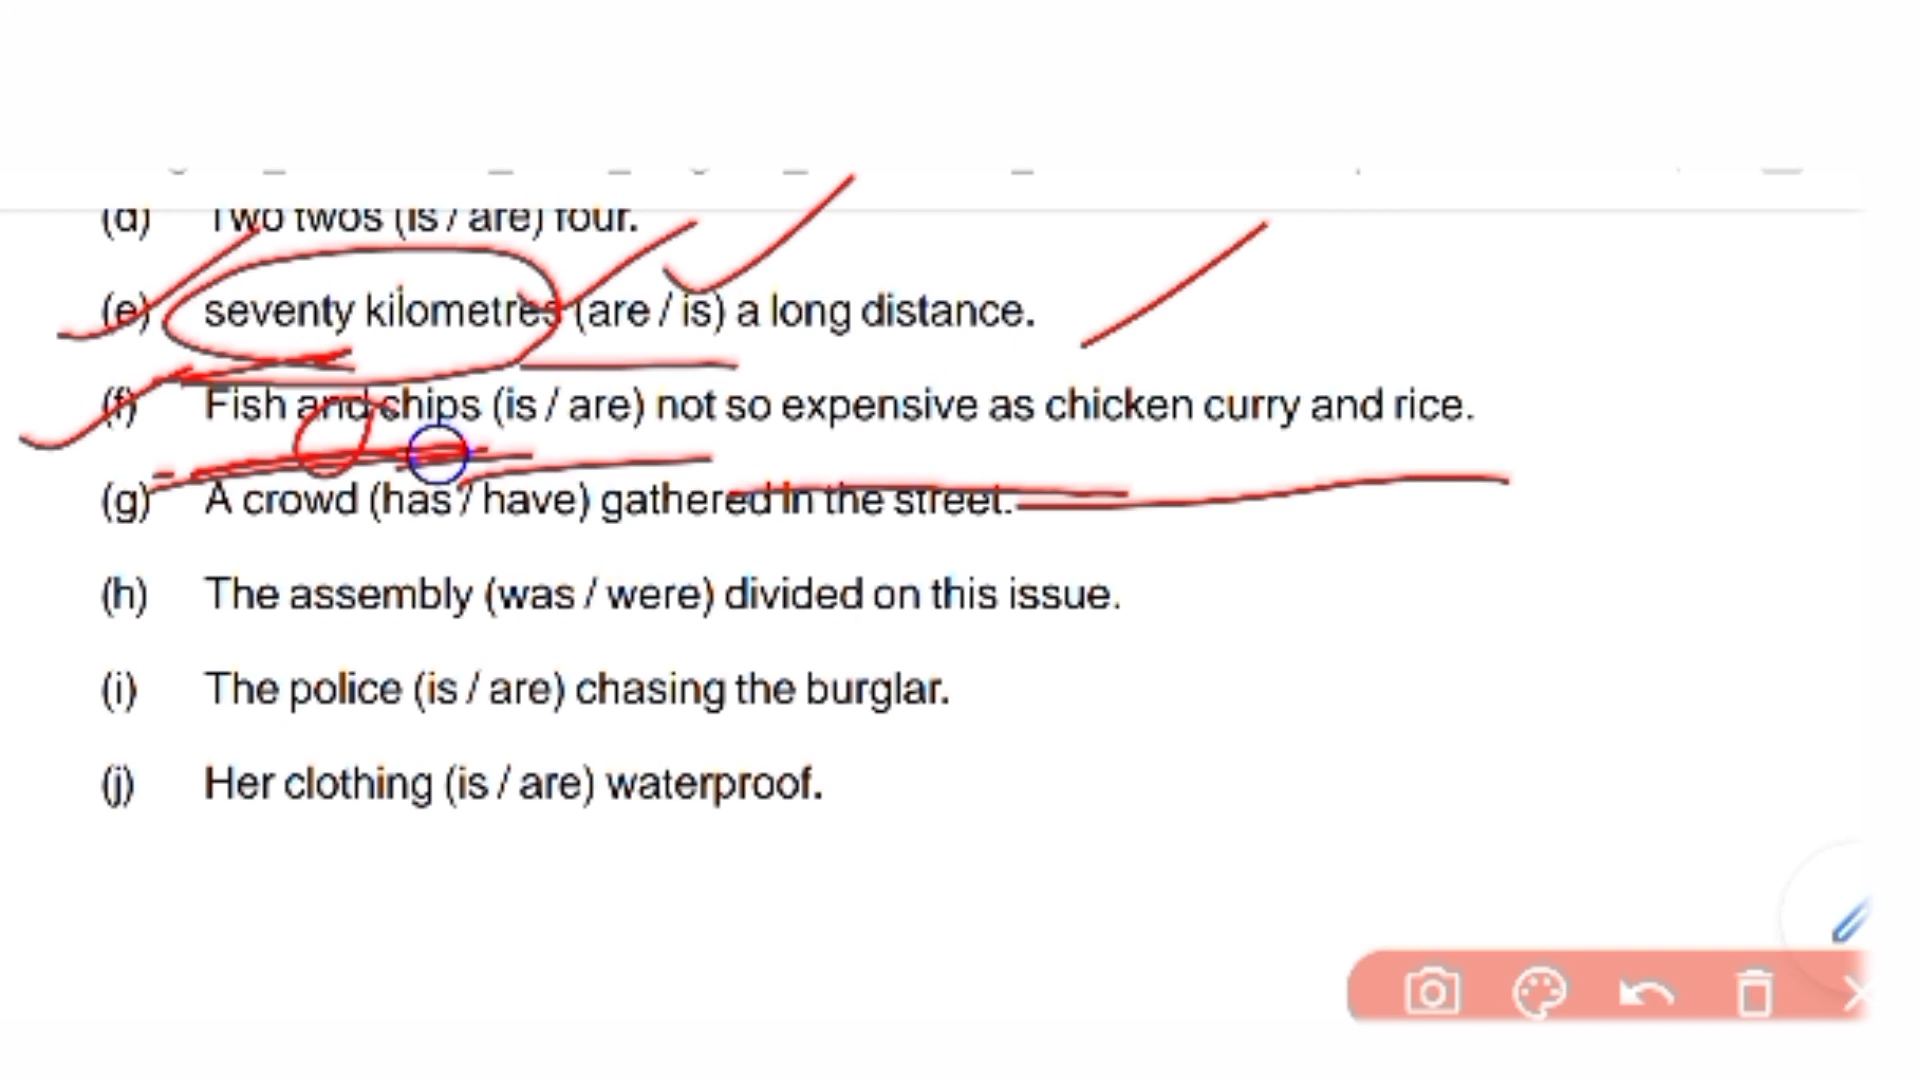 (d) Two twos (is / are) four.
(e) seventy kilometres (are / is) a long distance.
(f) Fish and chips (is / are) not so expensive as chicken curry and rice.
(g) A crowd (has / have) gathered in the street.
(h) The assembly (was / were) divided on this issue.
(i) The police (is / are) chasing the burglar.
(j) Her clothing (is / are) waterproof.